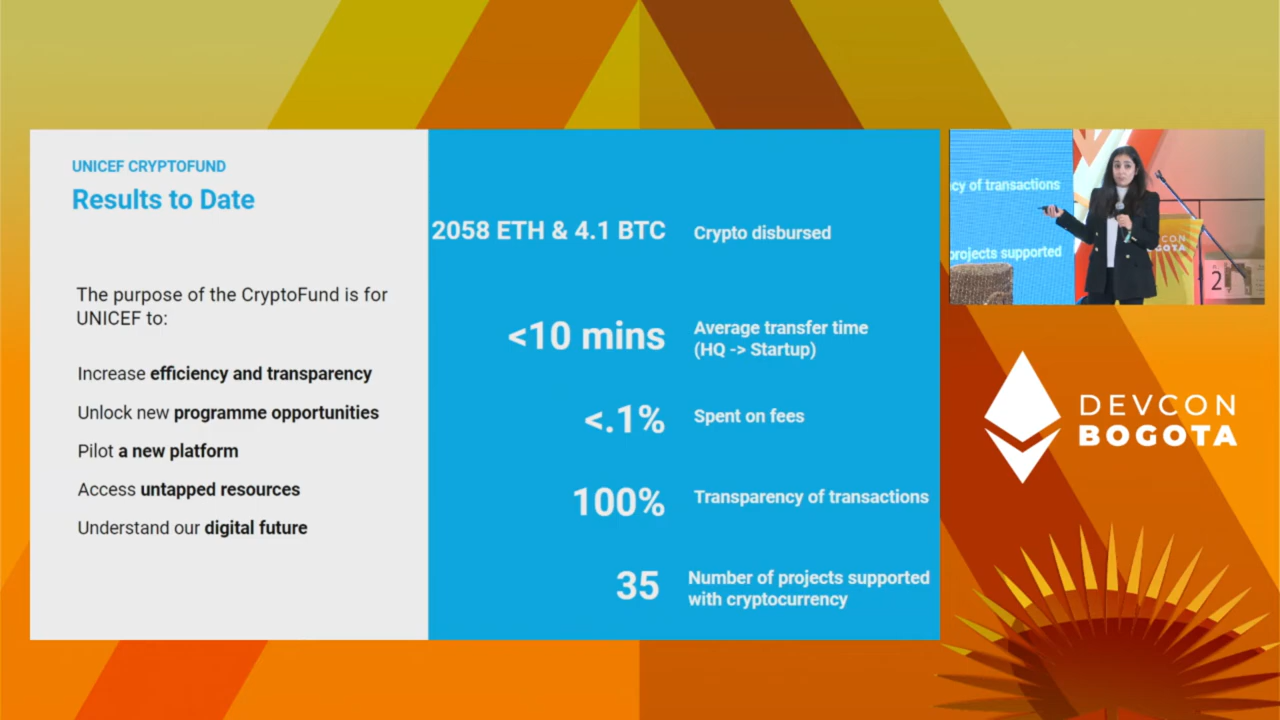 UNICEF CRYPTOFUND
Results to Date
The purpose of the CryptoFund is for
UNICEF to:
Increase efficiency and transparency
Unlock new programme opportunities
Pilot a new platform
Access untapped resources
Understand our digital future
2058 ETH & 4.1 BTC
Crypto disbursed
<10 mins
Average transfer time
(HQ -> Startup)
<.1%
Spent on fees
100%
Transparency of transactions
35
Number of projects supported
with cryptocurrency
cy of transactions
projects supported
BOGOTA
2
DEVCON
BOGOTA